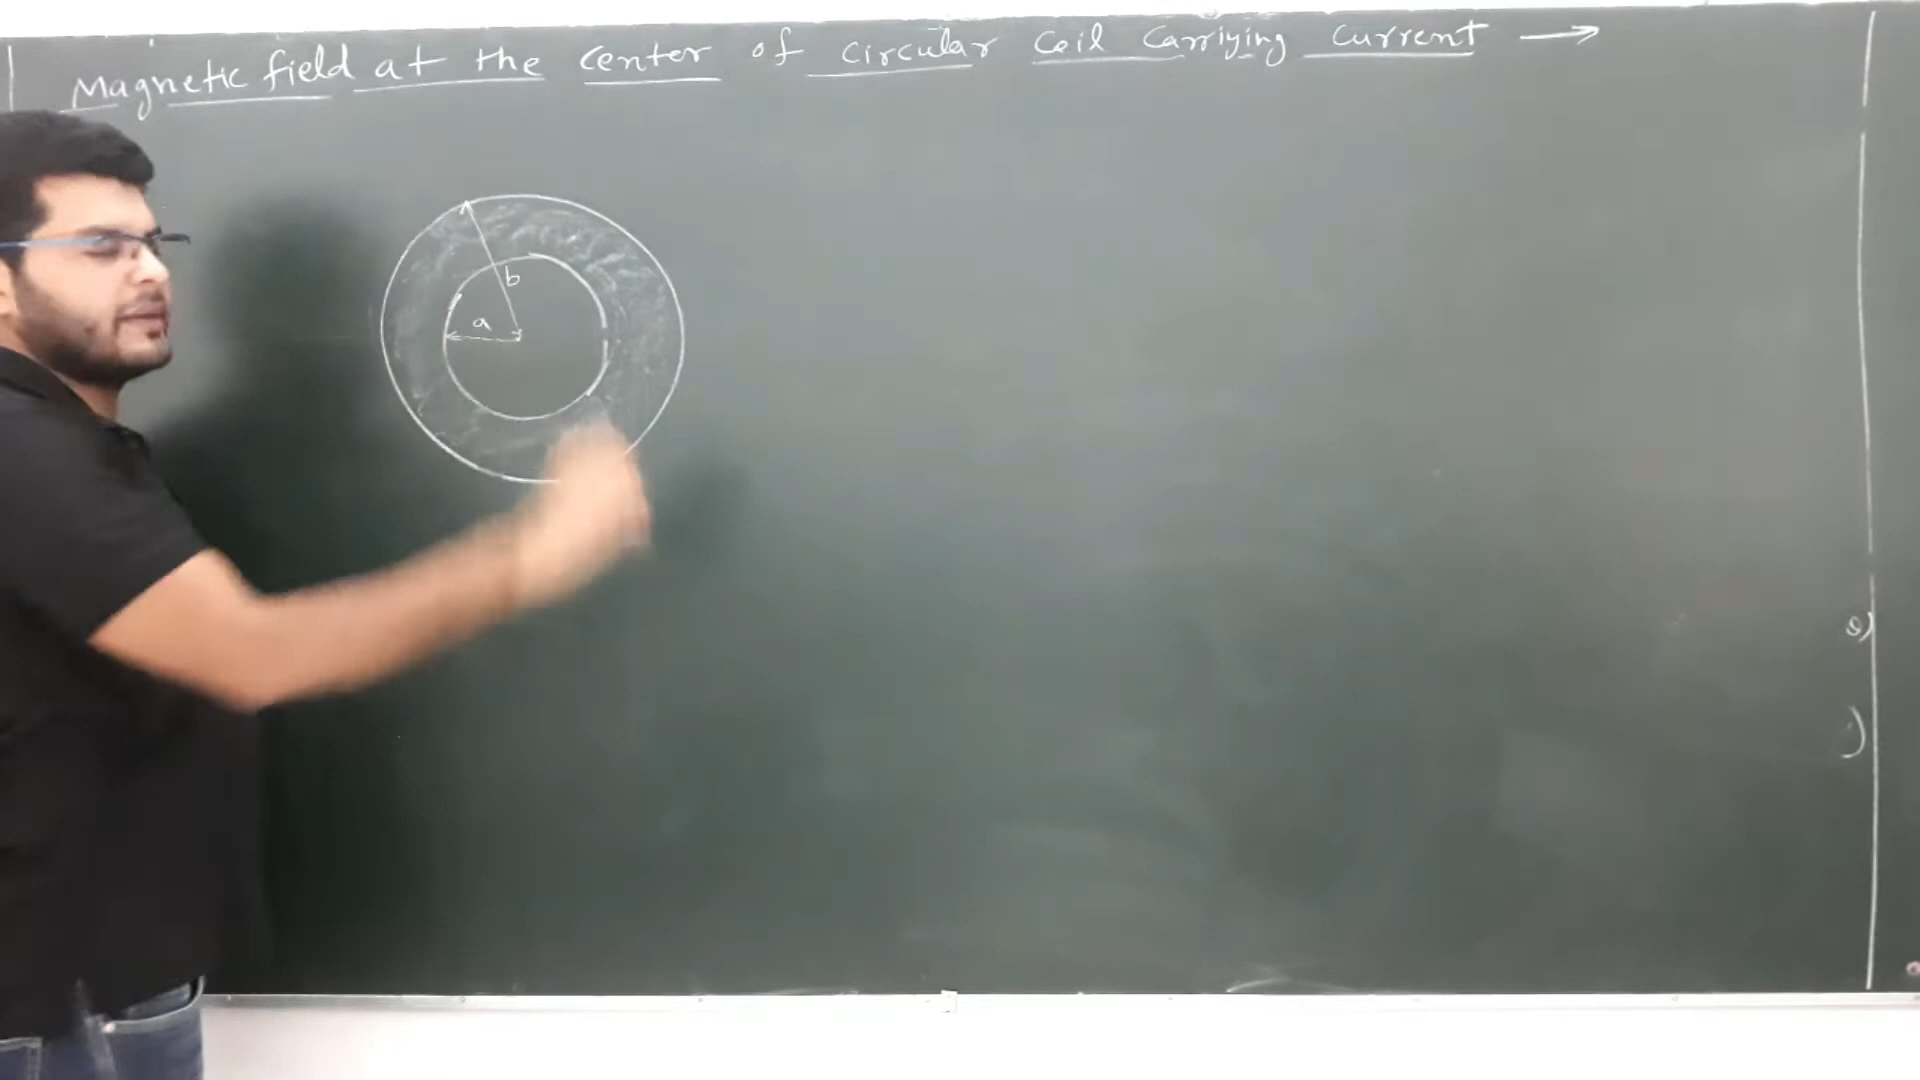 Magnetic field at the center of circular Coil Carriying current →
b
a